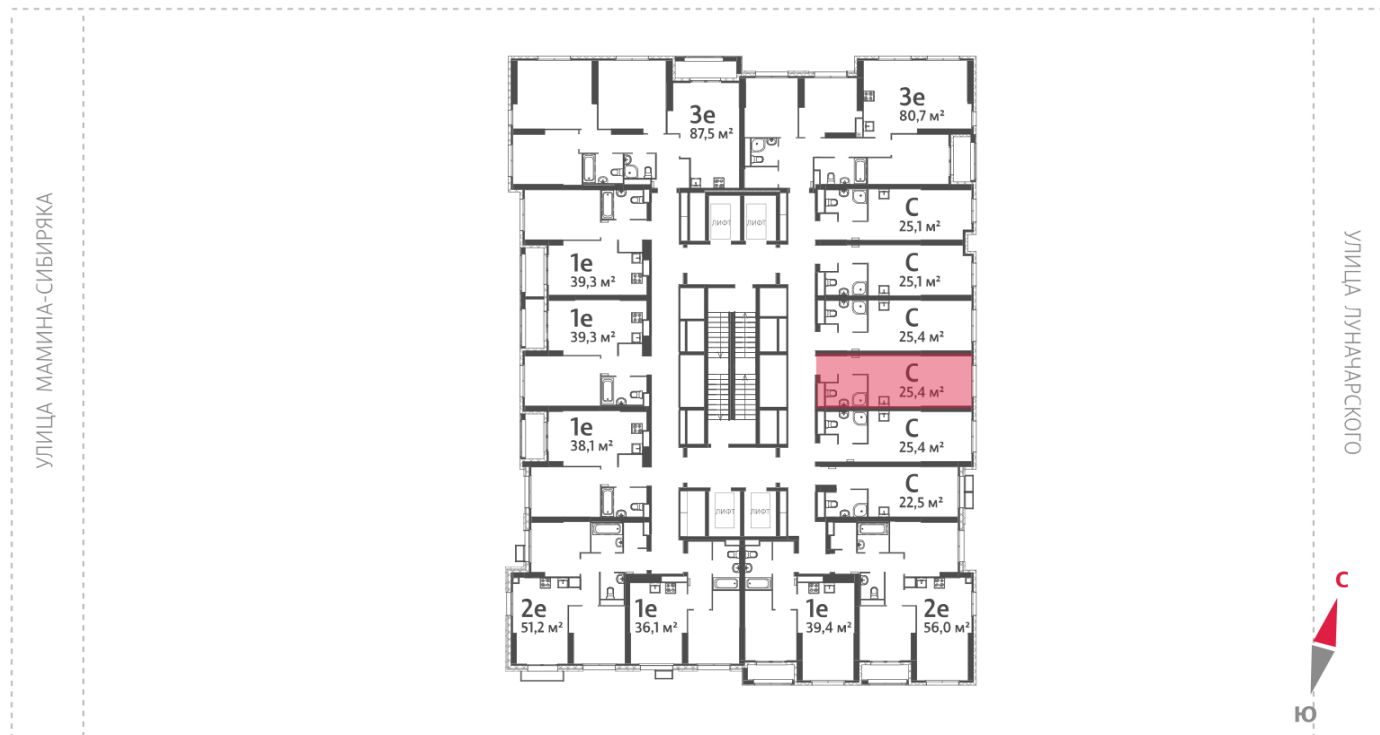 УЛИЦА МАМИНА-СИБИРЯКА
3е
87,5 м²
3е
80,7 м²
С
25,1 м²
ЛИФТ
ЛИФТ
1е
39,3 м²
С
25,1 м²
1е
39,3 м²
С
25,4 м²
С
25,4 м²
1е
38,1 м²
С
25,4 м²
С
22,5 м²
ЛИФТ
ЛИФТ
2е
51,2 м²
1е
36,1 м²
1е
39,4 м²
2е
56,0 м²
УЛИЦА ЛУНАЧАРСКОГО
С
Ю